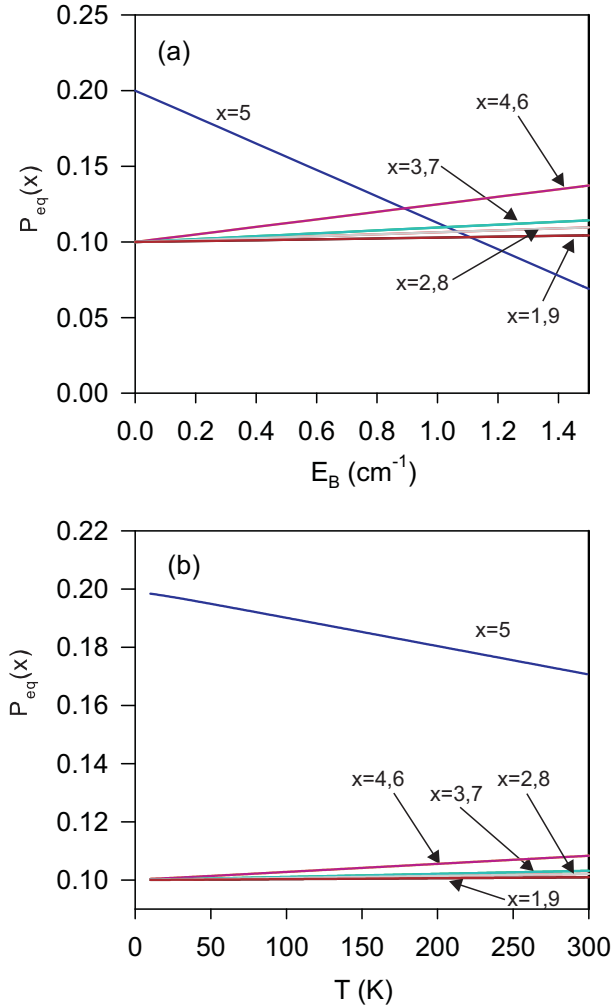 0.25
(a)
0.20
x=5
x=4,6
0.15
x=3,7
P_eq(x)
0.10
x=2,8
0.05
x=1,9
0.00
0.0 0.2 0.4 0.6 0.8 1.0 1.2 1.4
E_B (cm⁻¹)
0.22
(b)
0.20
0.18
x=5
P_eq(x)
0.16
0.14
x=4,6 x=3,7 x=2,8
0.12
0.10
x=1,9
0 50 100 150 200 250 300
T (K)